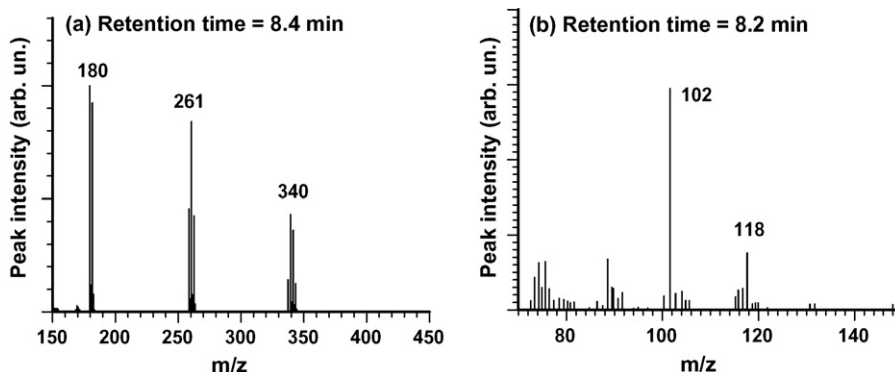 (a) Retention time = 8.4 min
Peak intensity (arb. un.)
180
261
340
150 200 250 300 350 400 450
m/z
(b) Retention time = 8.2 min
Peak intensity (arb. un.)
102
118
80 100 120 140
m/z